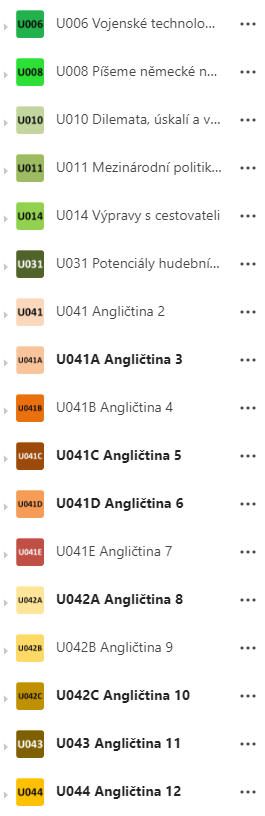 U006 U006 Vojenské technolo...
U008 U008 Píšeme německé n...
U010 U010 Dilemata, úskalí a v...
U011 U011 Mezinárodní politik...
U014 U014 Výpravy s cestovateli
U031 U031 Potenciály hudební...
U041 U041 Angličtina 2
U041A U041A Angličtina 3
U041B U041B Angličtina 4
U041C U041C Angličtina 5
U041D U041D Angličtina 6
U041E U041E Angličtina 7
U042A U042A Angličtina 8
U042B U042B Angličtina 9
U042C U042C Angličtina 10
U043 U043 Angličtina 11
U044 U044 Angličtina 12